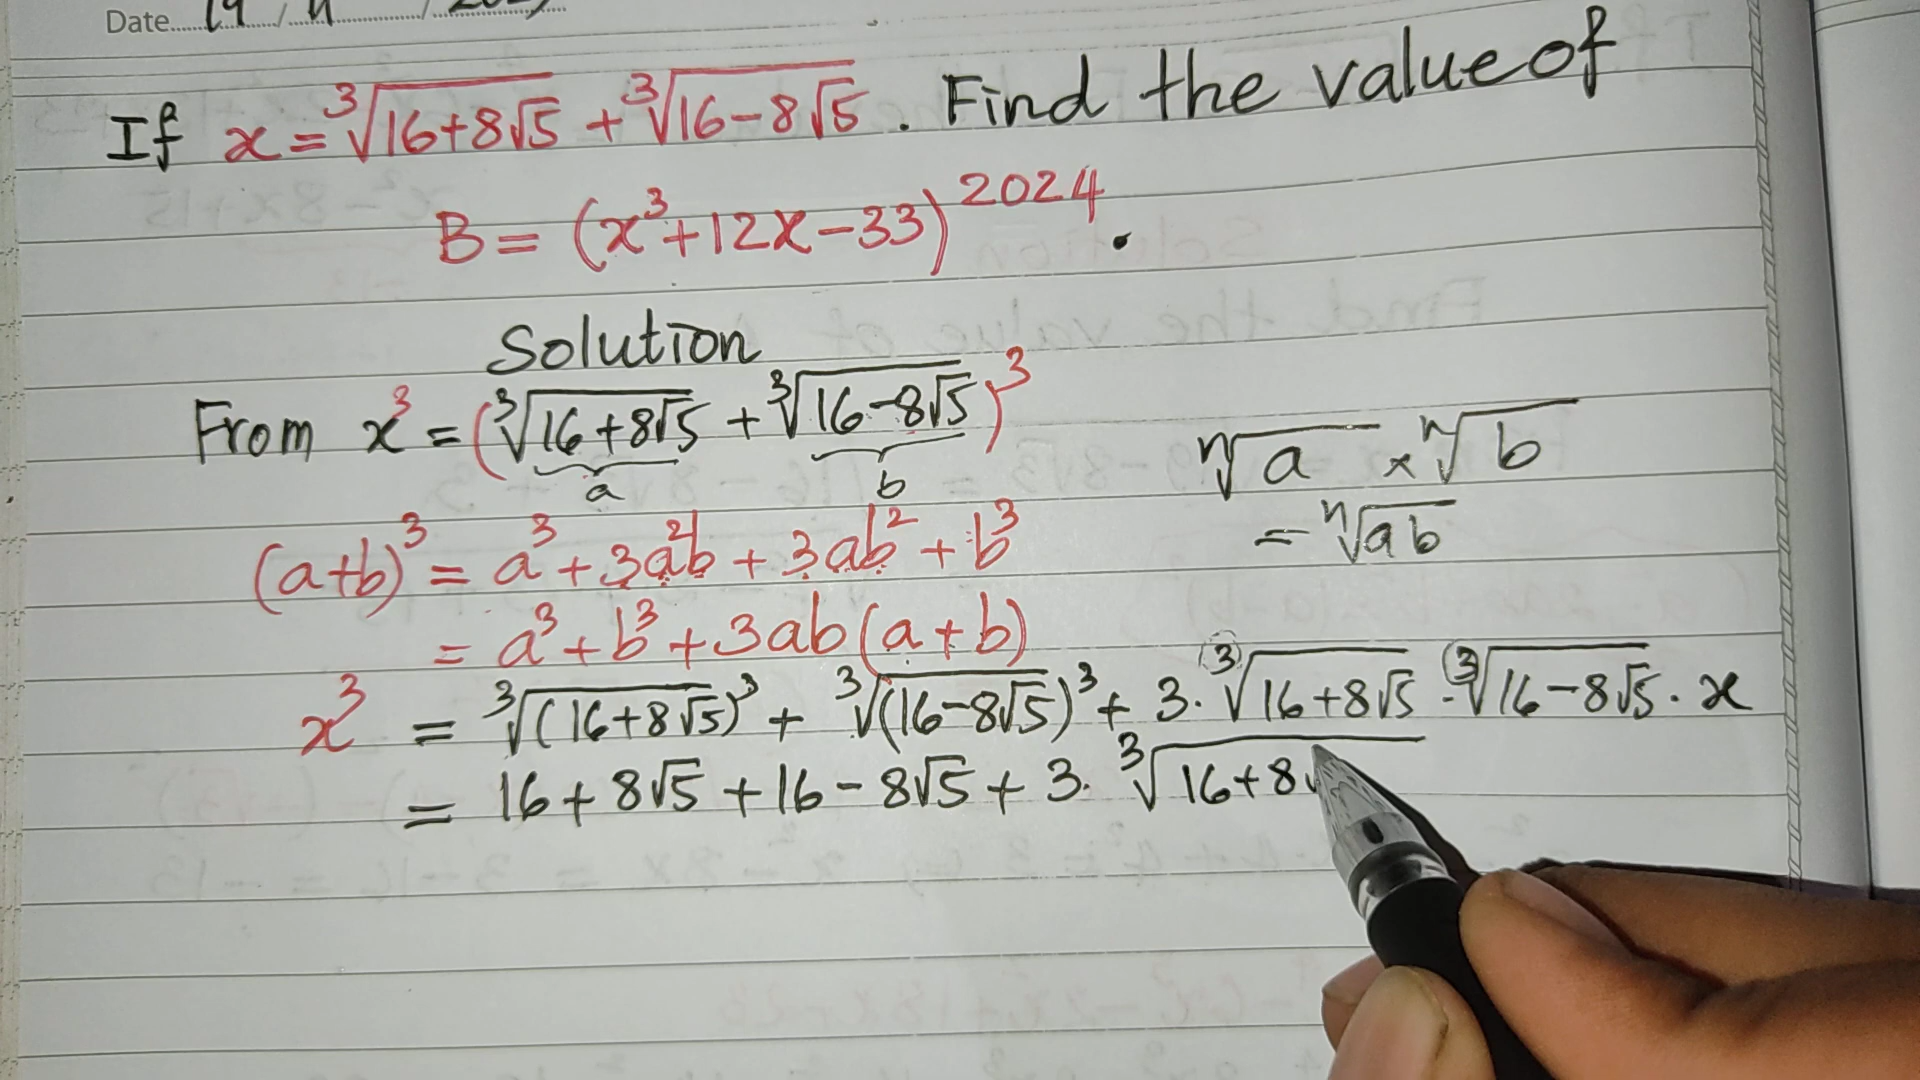 Date....19../..11../..
If x = ∛(16+8√5) + ∛(16-8√5) . Find the value of
B = (x³+12x-33)²⁰²⁴.
Solution
From x³ = (∛(16+8√5) + ∛(16-8√5))³
a b
ⁿ√a × ⁿ√b
= ⁿ√ab
(a+b)³ = a³ + 3a²b + 3ab² + b³
= a³ + b³ + 3ab(a+b)
x³ = ∛(16+8√5)³ + ∛(16-8√5)³ + 3·∛(16+8√5) · ∛(16-8√5) · x
= 16+8√5 + 16-8√5 + 3· ∛(16+8√